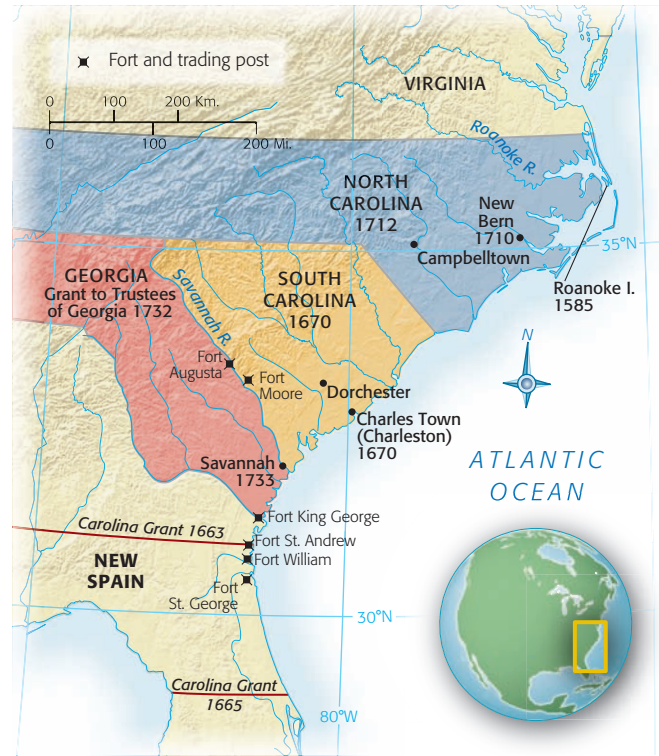 Fort and trading post
0 100 200 Km.
0 100 200 Mi.
VIRGINIA
Roanoke R.
NORTH
CAROLINA
1712
New
Bern
1710
Campbelltown
35°N
Roanoke I.
1585
GEORGIA
Grant to Trustees
of Georgia 1732
Savannah R.
SOUTH
CAROLINA
1670
Fort
Augusta
Fort
Moore
Dorchester
Charles Town
(Charleston)
1670
Savannah
1733
N
ATLANTIC
OCEAN
Fort King George
Carolina Grant 1663
Fort St. Andrew
Fort William
NEW
SPAIN
Fort
St. George
30°N
Carolina Grant
1665
80°W